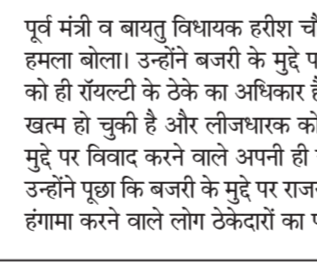 पूर्व मंत्री व बायतु विधायक हरीश
हमला बोला। उन्होंने बजरी के मुद्दे
को ही रॉयल्टी के ठेके का अधिकार
खत्म हो चुकी है और लीजधारक को
मुद्दे पर विवाद करने वाले अपनी ही
उन्होंने पूछा कि बजरी के मुद्दे पर
हंगामा करने वाले लोग ठेकेदारों का